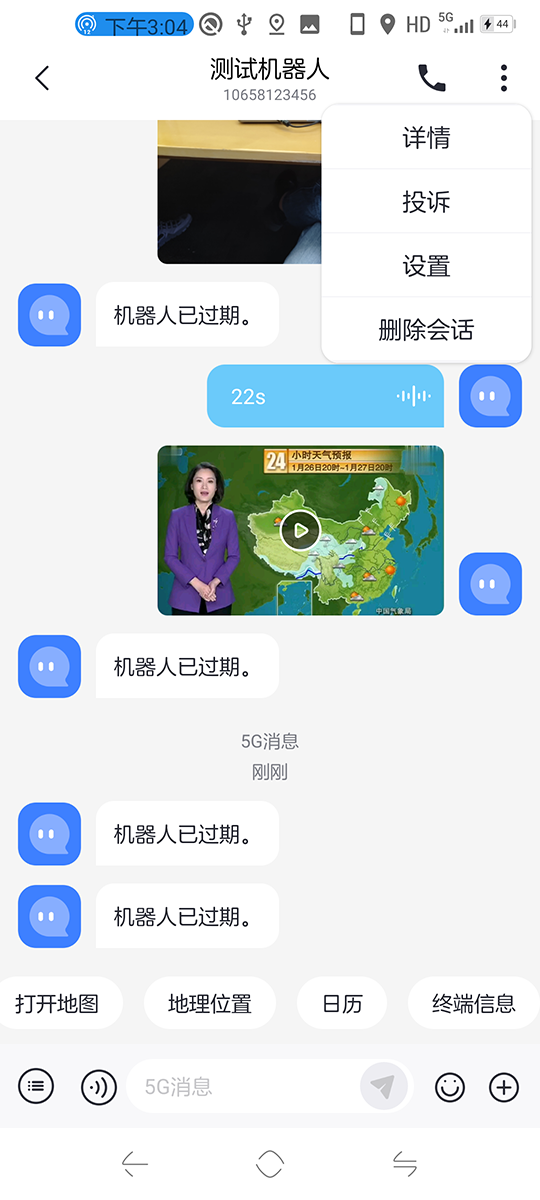 12
下午3:04
HD
5G
44
测试机器人
10658123456
详情
投诉
设置
删除会话
机器人已过期。
22s
24
小时天气预报
1月26日20时-1月27日20时
中国气象局
机器人已过期。
5G消息
刚刚
机器人已过期。
机器人已过期。
打开地图
地理位置
日历
终端信息
5G消息